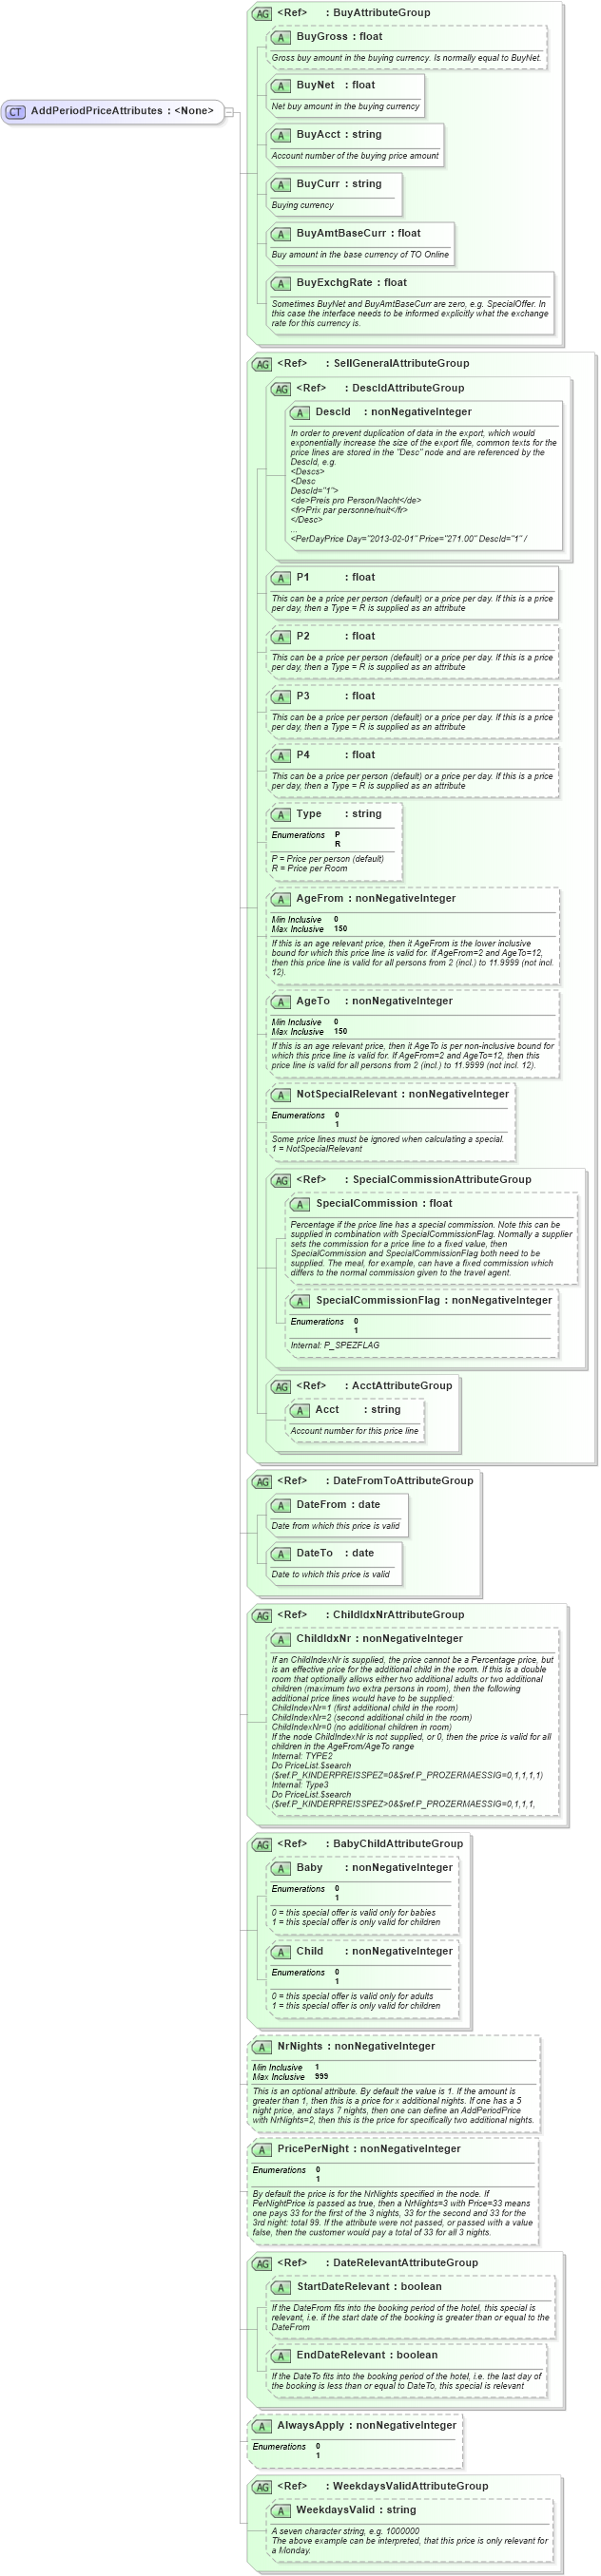 AG <Ref> : BuyAttributeGroup
A BuyGross : float
Gross buy amount in the buying currency. Is normally equal to BuyNet.
A BuyNet : float
Net buy amount in the buying currency
CT AddPeriodPriceAttributes : <None>
A BuyAcct : string
Account number of the buying price amount
A BuyCurr : string
Buying currency
A BuyAmtBaseCurr : float
Buy amount in the base currency of TO Online
A BuyExchgRate : float
Sometimes BuyNet and BuyAmtBaseCurr are zero, e.g. SpecialOffer. In
this case the interface needs to be informed explicitly what the exchange
rate for this currency is.
AG <Ref> : SellGeneralAttributeGroup
AG <Ref> : DescIdAttributeGroup
A DescId : nonNegativeInteger
In order to prevent duplication of data in the export, which would
exponentially increase the size of the export file, common texts for the
price lines are stored in the "Desc" node and are referenced by the
DescId, e.g.
<Descs>
<Desc
DescId="1">
<de>Preis pro Person/Nacht</de>
<fr>Prix par personne/nuit</fr>
</Desc>
...
<PerDayPrice Day="2013-02-01" Price="271.00" DescId="1" /
A P1 : float
This can be a price per person (default) or a price per day. If this is a price
per day, then a Type = R is supplied as an attribute
A P2 : float
This can be a price per person (default) or a price per day. If this is a price
per day, then a Type = R is supplied as an attribute
A P3 : float
This can be a price per person (default) or a price per day. If this is a price
per day, then a Type = R is supplied as an attribute
A P4 : float
This can be a price per person (default) or a price per day. If this is a price
per day, then a Type = R is supplied as an attribute
A Type : string
Enumerations P
R
P = Price per person (default)
R = Price per Room
A AgeFrom : nonNegativeInteger
Min Inclusive 0
Max Inclusive 150
If this is an age relevant price, then it AgeFrom is the lower inclusive
bound for which this price line is valid for. If AgeFrom=2 and AgeTo=12,
then this price line is valid for all persons from 2 (incl.) to 11.9999 (not incl.
12).
A AgeTo : nonNegativeInteger
Min Inclusive 0
Max Inclusive 150
If this is an age relevant price, then it AgeTo is per non-inclusive bound for
which this price line is valid for. If AgeFrom=2 and AgeTo=12, then this
price line is valid for all persons from 2 (incl.) to 11.9999 (not incl. 12).
A NotSpecialRelevant : nonNegativeInteger
Enumerations 0
1
Some price lines must be ignored when calculating a special.
1 = NotSpecialRelevant
AG <Ref> : SpecialCommissionAttributeGroup
A SpecialCommission : float
Percentage if the price line has a special commission. Note this can be
supplied in combination with SpecialCommissionFlag. Normally a supplier
sets the commission for a price line to a fixed value, then
SpecialCommission and SpecialCommissionFlag both need to be
supplied. The meal, for example, can have a fixed commission which
differs to the normal commission given to the travel agent.
A SpecialCommissionFlag : nonNegativeInteger
Enumerations 0
1
Internal: P_SPEZFLAG
AG <Ref> : AcctAttributeGroup
A Acct : string
Account number for this price line
AG <Ref> : DateFromToAttributeGroup
A DateFrom : date
Date from which this price is valid
A DateTo : date
Date to which this price is valid
AG <Ref> : ChildIdxNrAttributeGroup
A ChildIdxNr : nonNegativeInteger
If an ChildIndexNr is supplied, the price cannot be a Percentage price, but
is an effective price for the additional child in the room. If this is a double
room that optionally allows either two additional adults or two additional
children (maximum two extra persons in room), then the following
additional price lines would have to be supplied:
ChildIndexNr=1 (first additional child in the room)
ChildIndexNr=2 (second additional child in the room)
ChildIndexNr=0 (no additional children in room)
If the node ChildIndexNr is not supplied, or 0, then the price is valid for all
children in the AgeFrom/AgeTo range
Internal: TYPE2
Do PriceList.$search
($ref.P_KINDERPREISSPEZ=0&$ref.P_PROZERMAESSIG=0,1,1,1,1)
Internal: Type3
Do PriceList.$search
($ref.P_KINDERPREISSPEZ>0&$ref.P_PROZERMAESSIG=0,1,1,1,
AG <Ref> : BabyChildAttributeGroup
A Baby : nonNegativeInteger
Enumerations 0
1
0 = this special offer is valid only for babies
1 = this special offer is only valid for children
A Child : nonNegativeInteger
Enumerations 0
1
0 = this special offer is valid only for adults
1 = this special offer is only valid for children
A NrNights : nonNegativeInteger
Min Inclusive 1
Max Inclusive 999
This is an optional attribute. By default the value is 1. If the amount is
greater than 1, then this is a price for x additional nights. If one has a 5
night price, and stays 7 nights, then one can define an AddPeriodPrice
with NrNights=2, then this is the price for specifically two additional nights.
A PricePerNight : nonNegativeInteger
Enumerations 0
1
By default the price is for the NrNights specified in the node. If
PerNightPrice is passed as true, then a NrNights=3 with Price=33 means
one pays 33 for the first of the 3 nights, 33 for the second and 33 for the
3rd night: total 99. If the attribute were not passed, or passed with a value
false, then the customer would pay a total of 33 for all 3 nights.
AG <Ref> : DateRelevantAttributeGroup
A StartDateRelevant : boolean
If the DateFrom fits into the booking period of the hotel, this special is
relevant, i.e. if the start date of the booking is greater than or equal to the
DateFrom
A EndDateRelevant : boolean
If the DateTo fits into the booking period of the hotel, i.e. the last day of
the booking is less than or equal to DateTo, this special is relevant
A AlwaysApply : nonNegativeInteger
Enumerations 0
1
AG <Ref> : WeekdaysValidAttributeGroup
A WeekdaysValid : string
A seven character string, e.g. 1000000
The above example can be interpreted, that this price is only relevant for
a Monday.